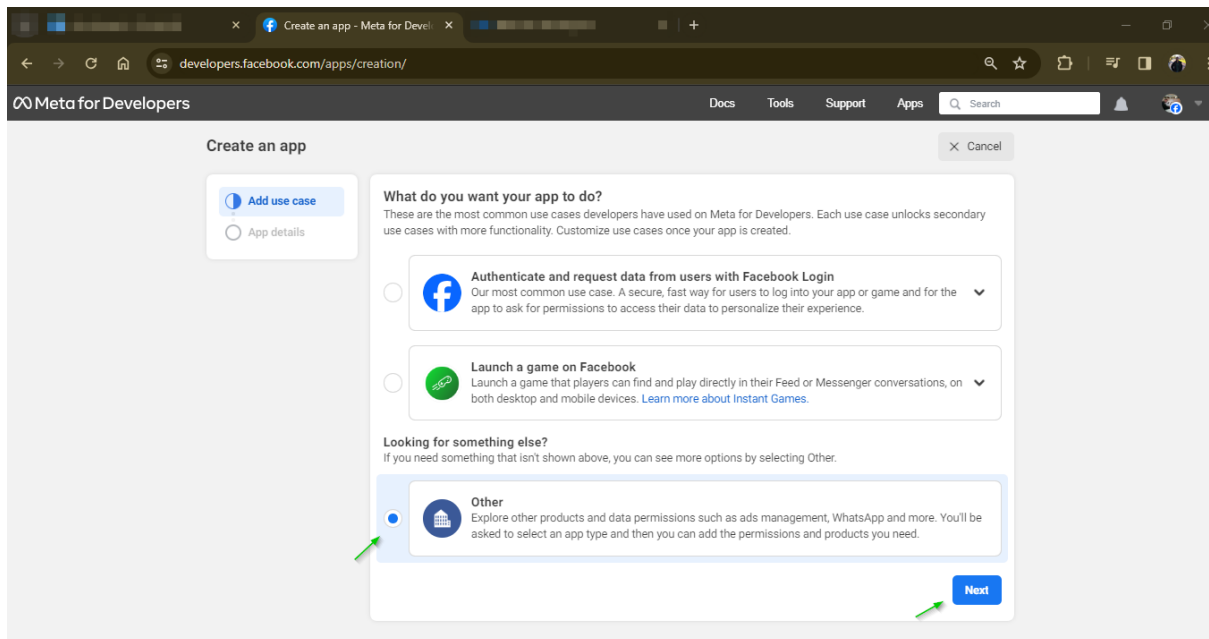 Create an app - Meta for Devel
developers.facebook.com/apps/creation/
Meta for Developers
Docs Tools Support Apps Search
Create an app
Cancel
Add use case
App details
What do you want your app to do?
These are the most common use cases developers have used on Meta for Developers. Each use case unlocks secondary
use cases with more functionality. Customize use cases once your app is created.
Authenticate and request data from users with Facebook Login
Our most common use case. A secure, fast way for users to log into your app or game and for the
app to ask for permissions to access their data to personalize their experience.
Launch a game on Facebook
Launch a game that players can find and play directly in their Feed or Messenger conversations, on
both desktop and mobile devices. Learn more about Instant Games.
Looking for something else?
If you need something that isn't shown above, you can see more options by selecting Other.
Other
Explore other products and data permissions such as ads management, WhatsApp and more. You'll be
asked to select an app type and then you can add the permissions and products you need.
Next